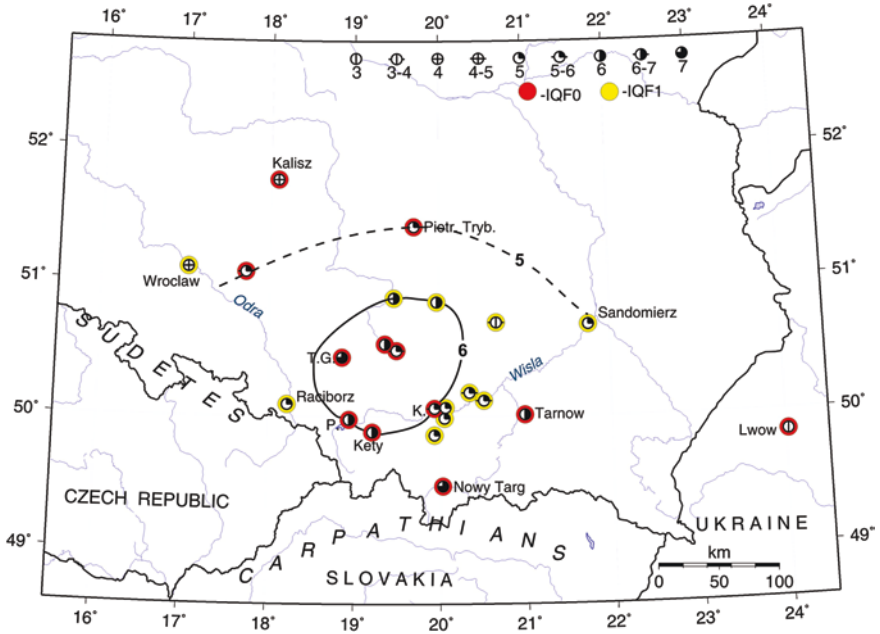 16° 17° 18° 19° 20° 21° 22° 23°
3 3-4 4 4-5 5 5-6 6 6-7 7
-IQF0 -IQF1
52° 52°
Kalisz
Piotr. Tryb.
5
51° 51°
Wroclaw
Odra
Sandomierz
SUDETES
T.G.
6
Wisla
Raciborz
50° 50°
P. K. Tarnow
Kety
Lwow
Nowy Targ
CZECH REPUBLIC
UKRAINE
49° 49°
CARPATHIANS
km
SLOVAKIA
0 50 100
16° 17° 18° 19° 20° 21° 22° 23° 24°